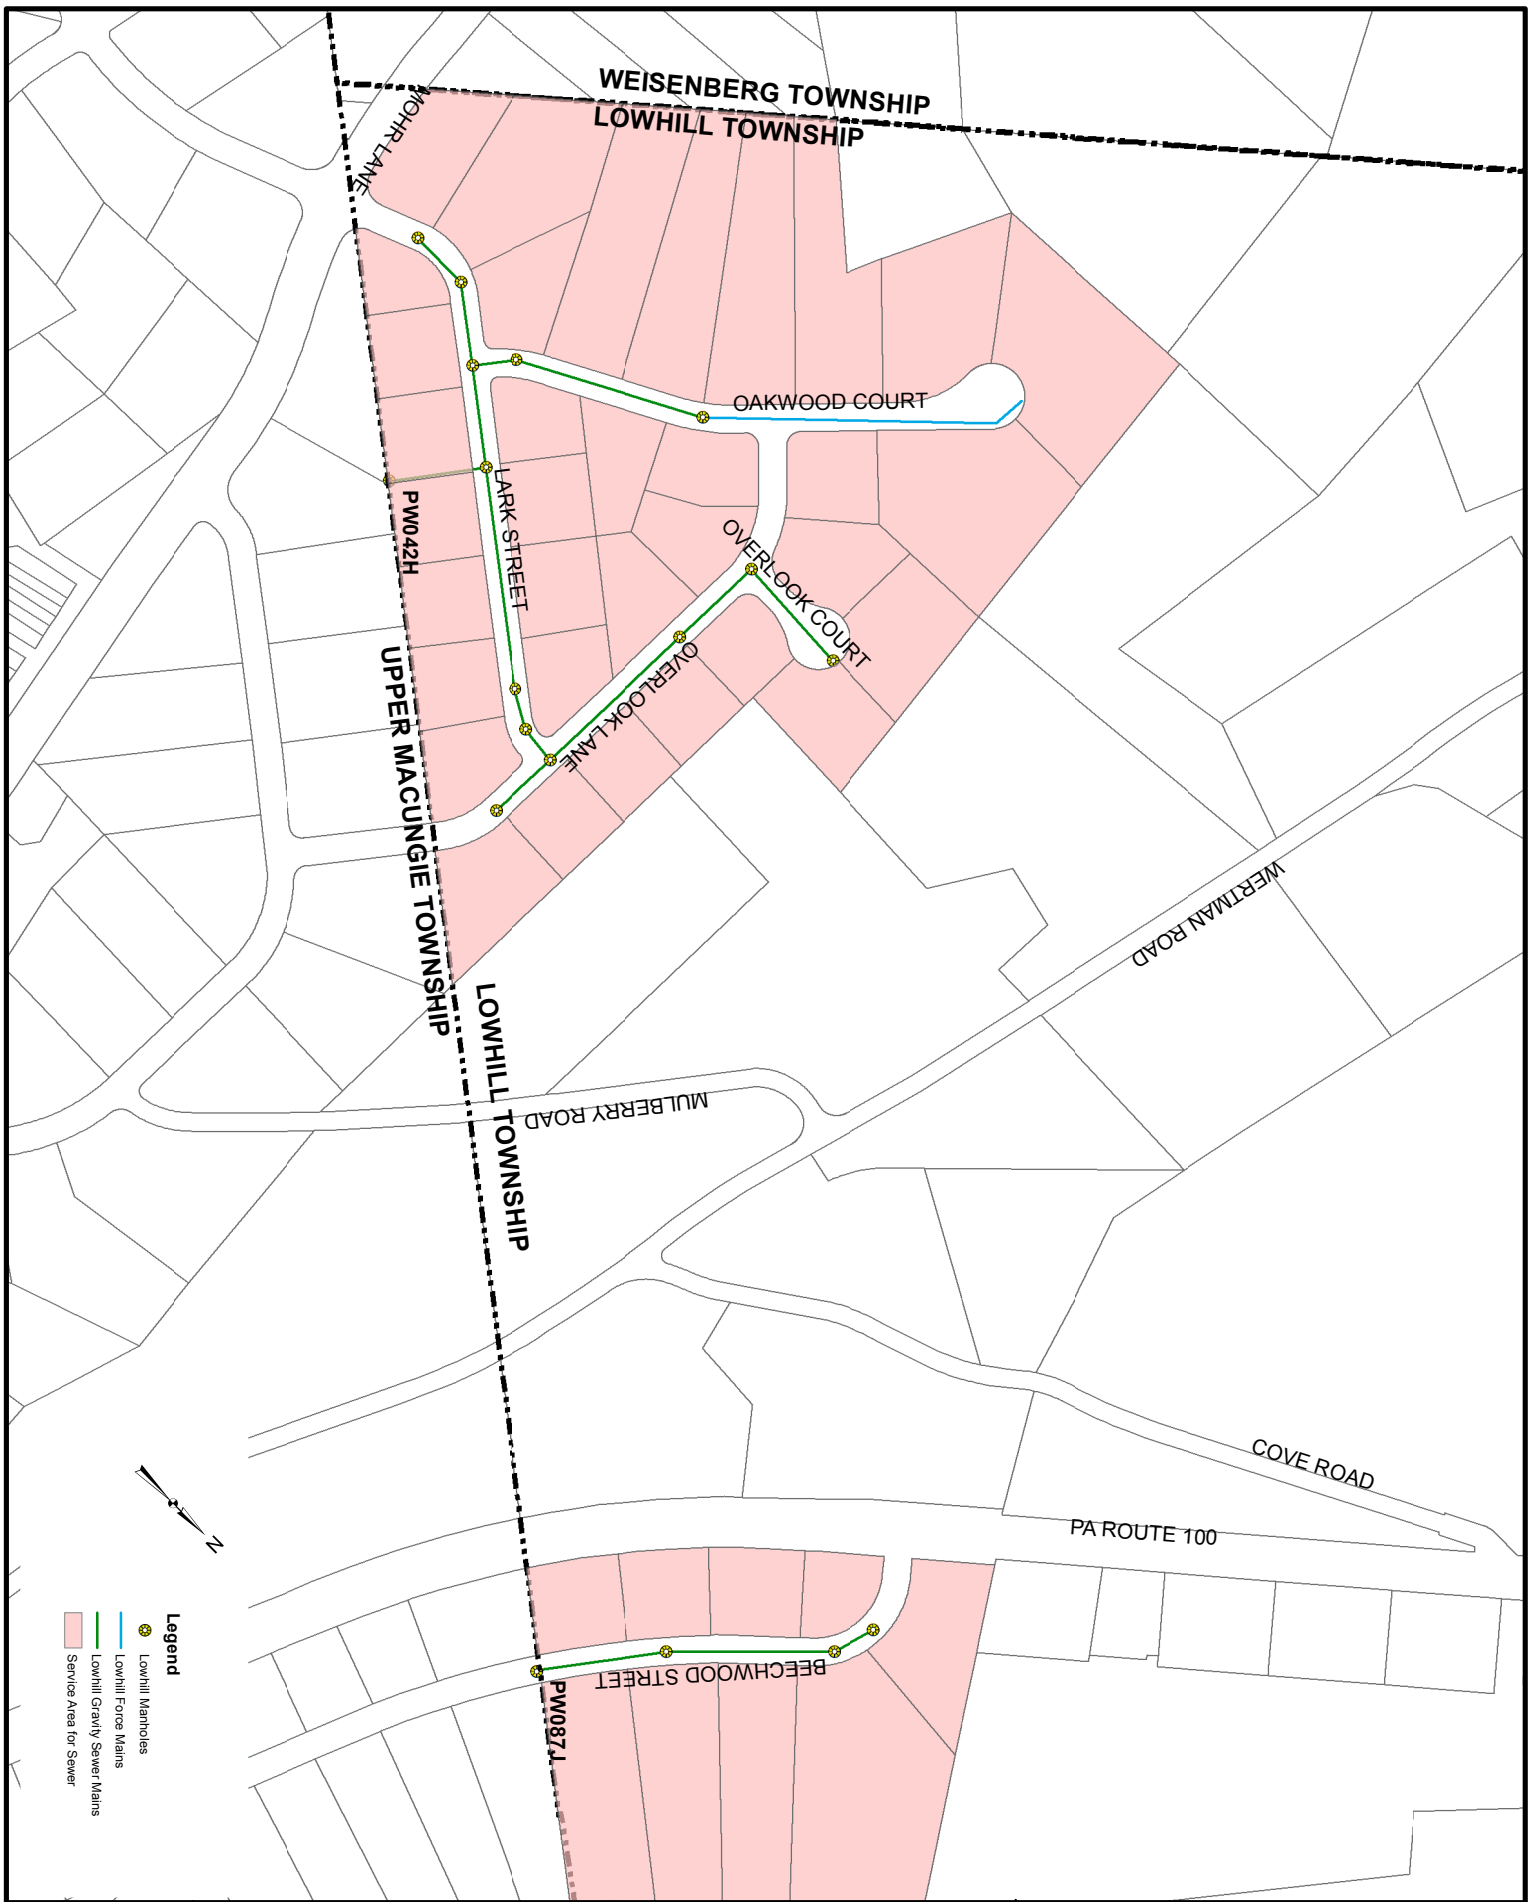 WEISENBERG TOWNSHIP
LOWHILL TOWNSHIP
MOHR LANE
OAKWOOD COURT
LARK STREET
PW042H
OVERLOOK COURT
OVERLOOK LANE
UPPER MACUNGIE TOWNSHIP
LOWHILL TOWNSHIP
WERTMAN ROAD
MULBERRY ROAD
COVE ROAD
PA ROUTE 100
BEECHWOOD STREET
PW087J
N
Legend
Lowhill Manholes
Lowhill Force Mains
Lowhill Gravity Sewer Mains
Service Area for Sewer